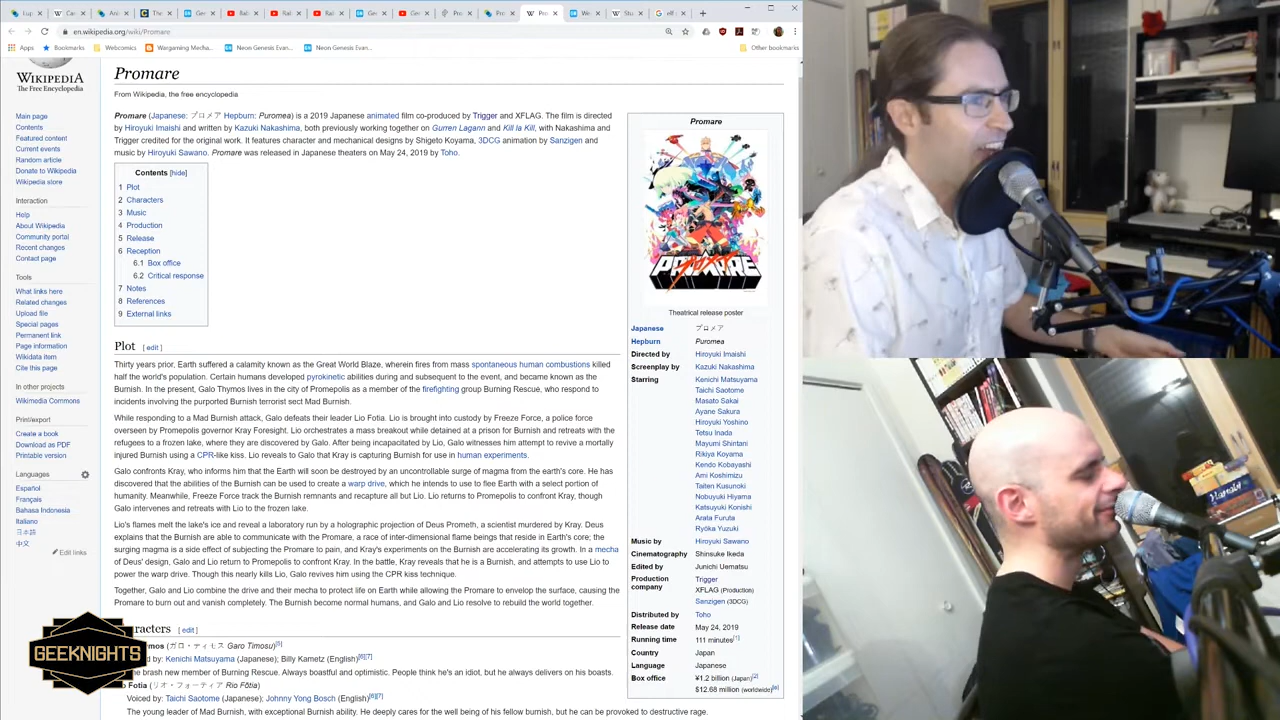 en.wikipedia.org/wiki/Promare
Apps
Bookmarks
Webcomics
Wargaming Mecha...
Neon Genesis Evan...
Neon Genesis Evan...
Other bookmarks
WIKIPEDIA
The Free Encyclopedia
Main page
Contents
Featured content
Current events
Random article
Donate to Wikipedia
Wikipedia store
Interaction
Help
About Wikipedia
Community portal
Recent changes
Contact page
Tools
What links here
Related changes
Upload file
Special pages
Permanent link
Page information
Wikidata item
Cite this page
In other projects
Wikimedia Commons
Print/export
Create a book
Download as PDF
Printable version
Languages
Español
Français
Bahasa Indonesia
Italiano
日本語
中文
Edit links
Promare
From Wikipedia, the free encyclopedia
Promare (Japanese: プロメア Hepburn: Puromea) is a 2019 Japanese animated film co-produced by Trigger and XFLAG. The film is directed
by Hiroyuki Imaishi and written by Kazuki Nakashima, both previously working together on Gurren Lagann and Kill la Kill, with Nakashima and
Trigger credited for the original work. It features character and mechanical designs by Shigeto Koyama, 3DCG animation by Sanzigen and
music by Hiroyuki Sawano. Promare was released in Japanese theaters on May 24, 2019 by Toho.
Contents [hide]
1 Plot
2 Characters
3 Music
4 Production
5 Release
6 Reception
6.1 Box office
6.2 Critical response
7 Notes
8 References
9 External links
Plot [ edit ]
Thirty years prior, Earth suffered a calamity known as the Great World Blaze, wherein fires from mass spontaneous human combustions killed
half the world's population. Certain humans developed pyrokinetic abilities during and subsequent to the event, and became known as the
Burnish. In the present, Galo Thymos lives in the city of Promepolis as a member of the firefighting group Burning Rescue, who respond to
incidents involving the purported Burnish terrorist sect Mad Burnish.
While responding to a Mad Burnish attack, Galo defeats their leader Lio Fotia. Lio is brought into custody by Freeze Force, a police force
overseen by Promepolis governor Kray Foresight. Lio orchestrates a mass breakout while detained at a prison for Burnish and retreats with the
refugees to a frozen lake, where they are discovered by Galo. After being incapacitated by Lio, Galo witnesses him attempt to revive a mortally
injured Burnish using a CPR-like kiss. Lio reveals to Galo that Kray is capturing Burnish for use in human experiments.
Galo confronts Kray, who informs him that the Earth will soon be destroyed by an uncontrollable surge of magma from the earth's core. He has
discovered that the abilities of the Burnish can be used to create a warp drive, which he intends to use to flee Earth with a select portion of
humanity. Meanwhile, Freeze Force track the Burnish remnants and recapture all but Lio. Lio returns to Promepolis to confront Kray, though
Galo intervenes and retreats with Lio to the frozen lake.
Lio's flames melt the lake's ice and reveal a laboratory run by a holographic projection of Deus Prometh, a scientist murdered by Kray. Deus
explains that the Burnish are able to communicate with the Promare, a race of inter-dimensional flame beings that reside in Earth's core; the
surging magma is a side effect of subjecting the Promare to pain, and Kray's experiments on the Burnish are accelerating its growth. In a mecha
of Deus' design, Galo and Lio return to Promepolis to confront Kray. In the battle, Kray reveals that he is a Burnish, and attempts to use Lio to
power the warp drive. Though this nearly kills Lio, Galo revives him using the CPR kiss technique.
Together, Galo and Lio combine the drive and their mecha to protect life on Earth while allowing the Promare to envelop the surface, causing the
Promare to burn out and vanish completely. The Burnish become normal humans, and Galo and Lio resolve to rebuild the world together.
racters [ edit ]
ymos (ガロ・ティモス Garo Timosu)[5]
d by: Kenichi Matsuyama (Japanese); Billy Kametz (English)[6][7]
e brash new member of Burning Rescue. Always boastful and optimistic. People think he's an idiot, but he always delivers on his boasts.
Fotia (リオ・フォーティア Rio Fōtia)
Voiced by: Taichi Saotome (Japanese); Johnny Yong Bosch (English)[6][7]
The young leader of Mad Burnish, with exceptional Burnish ability. He deeply cares for the well being of his fellow burnish, but he can be provoked to destructive rage.
Promare
PROMARE
Theatrical release poster
Japanese プロメア
Hepburn Puromea
Directed by Hiroyuki Imaishi
Screenplay by Kazuki Nakashima
Starring Kenichi Matsuyama
Taichi Saotome
Masato Sakai
Ayane Sakura
Hiroyuki Yoshino
Tetsu Inada
Mayumi Shintani
Rikiya Koyama
Kendo Kobayashi
Ami Koshimizu
Taiten Kusunoki
Nobuyuki Hiyama
Katsuyuki Konishi
Arata Furuta
Ryōka Yuzuki
Music by Hiroyuki Sawano
Cinematography Shinsuke Ikeda
Edited by Junichi Uematsu
Production company Trigger
XFLAG (Production)
Sanzigen (3DCG)
Distributed by Toho
Release date May 24, 2019
Running time 111 minutes[1]
Country Japan
Language Japanese
Box office ¥1.2 billion (Japan)[2]
$12.68 million (worldwide)[a]
GEEKNIGHTS